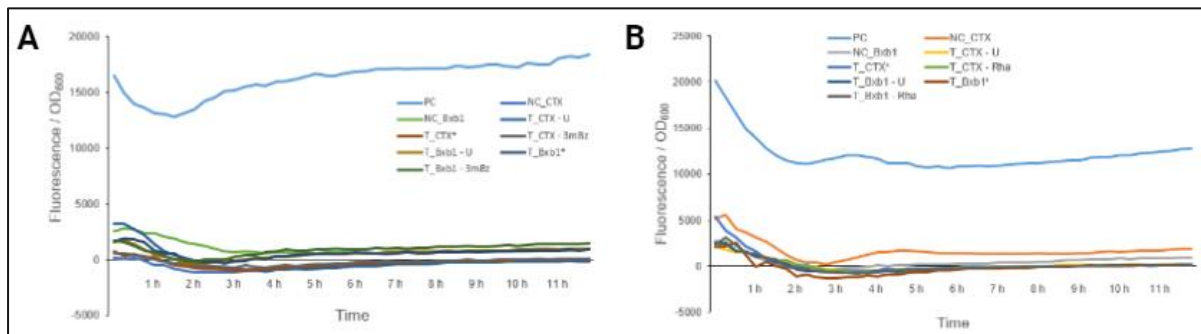 A
20000
15000
10000
5000
0
-5000
Fluorescence / OD600
PC
NC_CTX
NC_Bxb1
T_CTX - U
T_CTX*
T_CTX - 3mBz
T_Bxb1 - U
T_Bxb1*
T_Bxb1 - 3mBz
1 h 2 h 3 h 4 h 5 h 6 h 7 h 8 h 9 h 10 h 11 h
Time
B
25000
20000
15000
10000
5000
0
-5000
Fluorescence / OD600
PC
NC_CTX
NC_Bxb1
T_CTX - U
T_CTX*
T_CTX - Rha
T_Bxb1 - U
T_Bxb1*
T_Bxb1 - Rha
1 h 2 h 3 h 4 h 5 h 6 h 7 h 8 h 9 h 10 h 11 h
Time